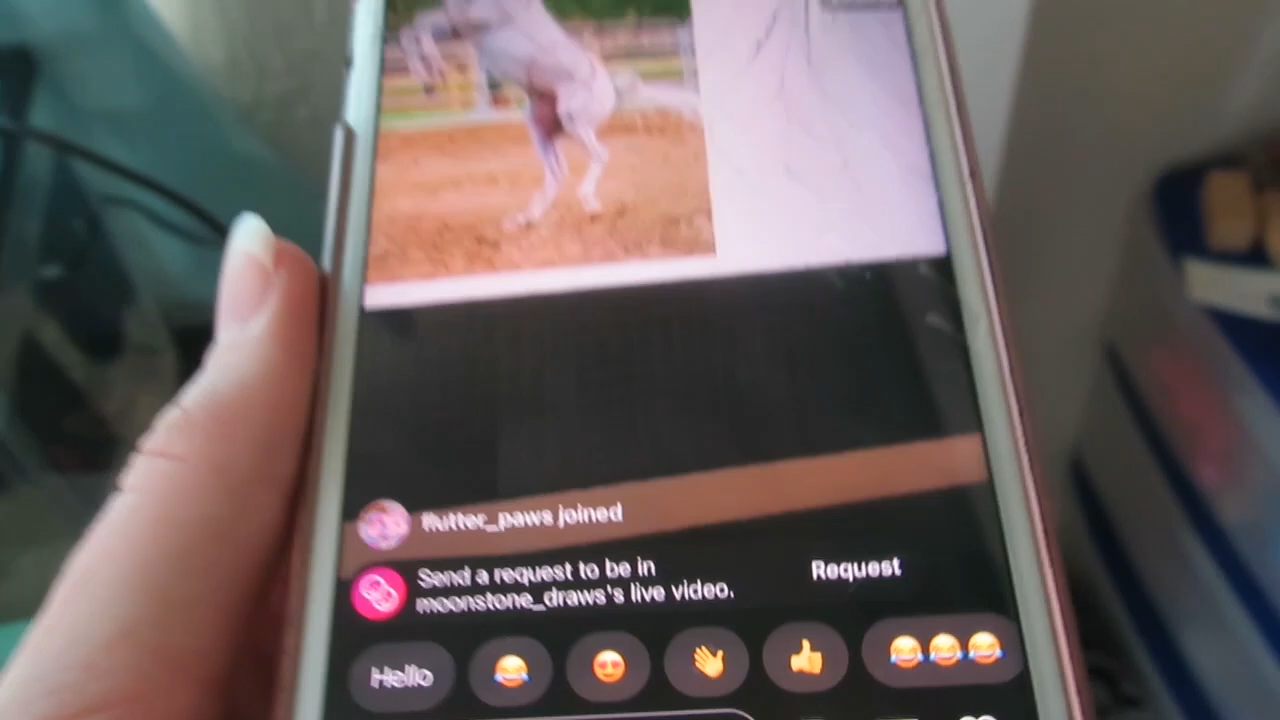 flutter_paws joined
Send a request to be in
moonstone_draws's live video.
Request
Hello